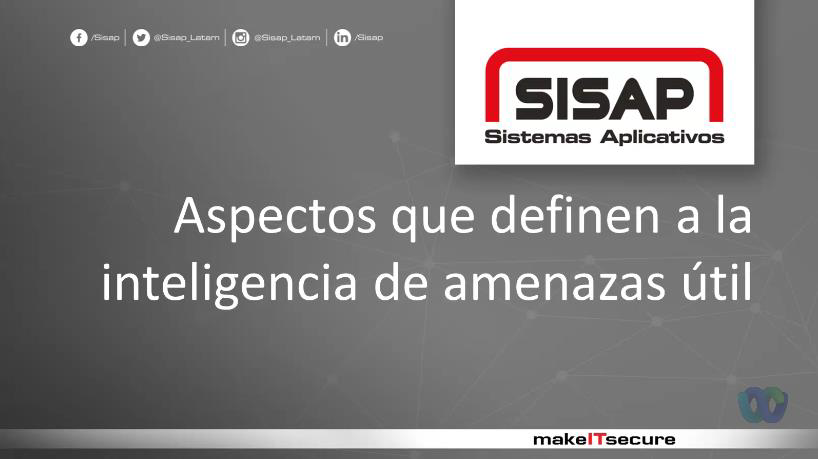 /Sisap
@Sisap_Latam
@Sisap_Latam
/Sisap
SISAP
Sistemas Aplicativos
Aspectos que definen a la
inteligencia de amenazas útil
makeITsecure